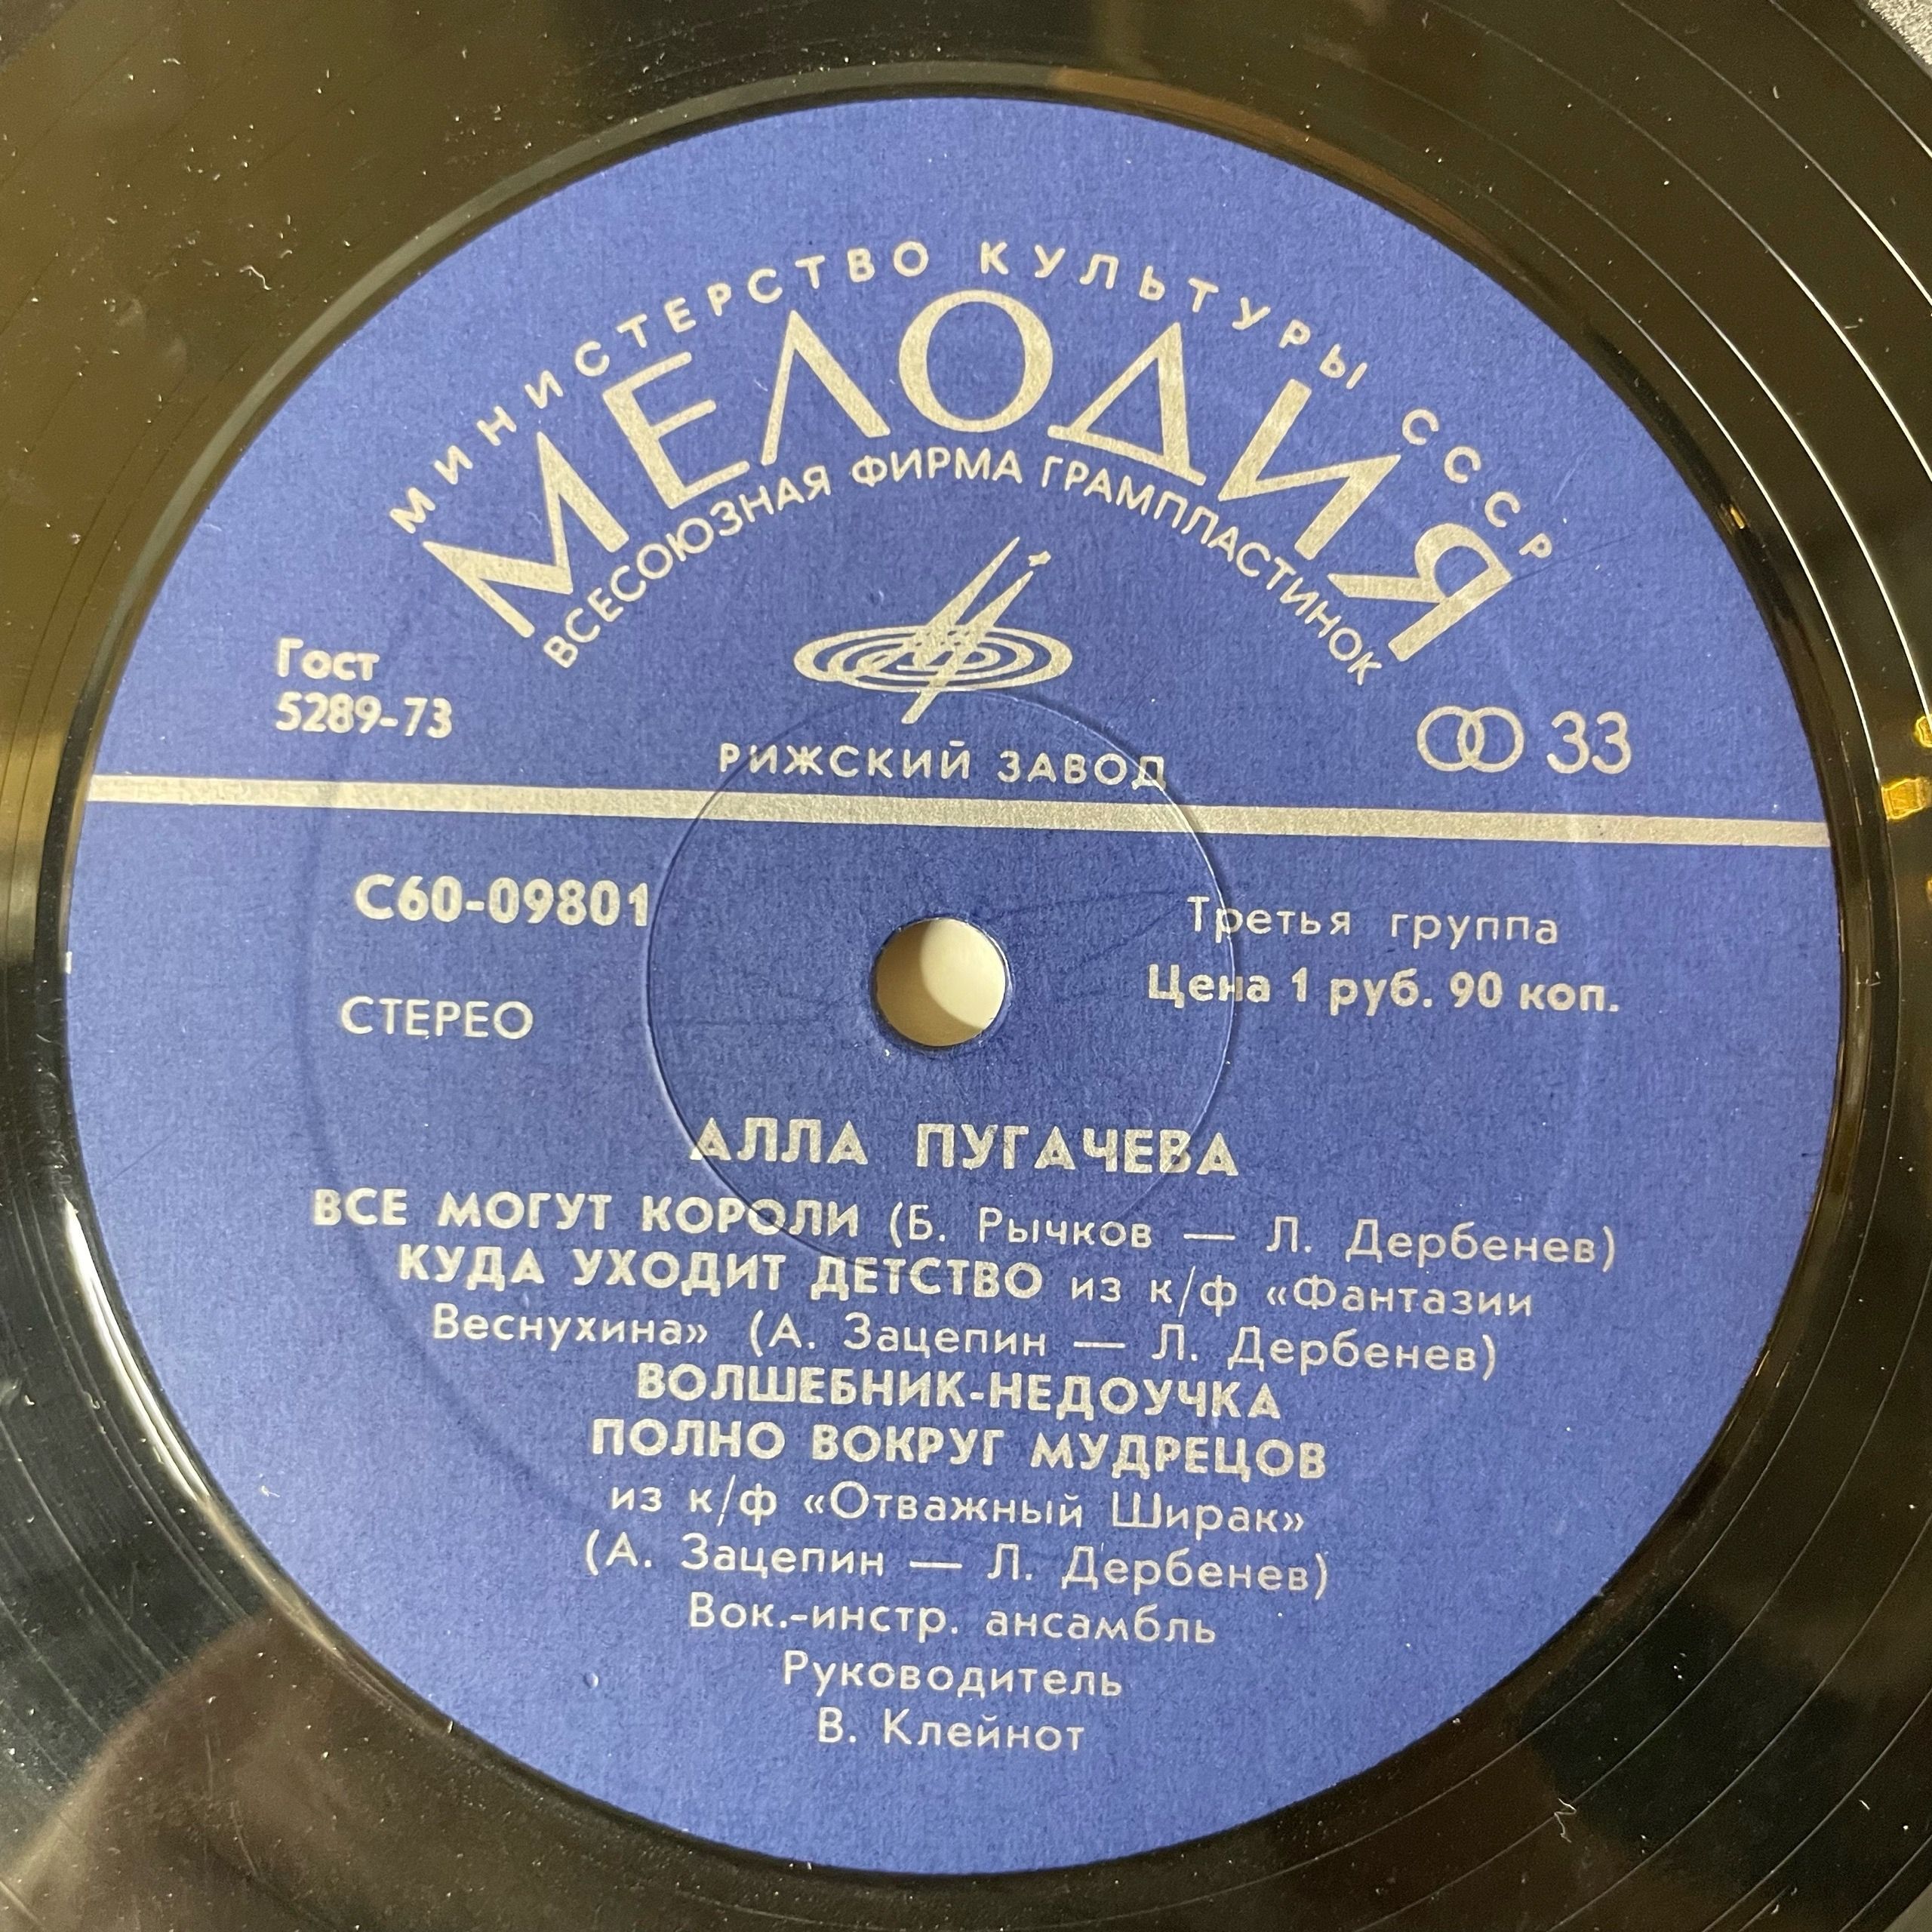 МИНИСТЕРСТВО КУЛЬТУРЫ СССР
МЕЛОДИЯ
ВСЕСОЮЗНАЯ ФИРМА ГРАМПЛАСТИНОК
Гост
5289-73
33
РИЖСКИЙ ЗАВОД
С60-09801
Третья группа
Цена 1 руб. 90 коп.
СТЕРЕО
АЛЛА ПУГАЧЕВА
ВСЕ МОГУТ КОРОЛИ (Б. Рычков — Л. Дербенев)
КУДА УХОДИТ ДЕТСТВО из к/ф «Фантазии
Веснухина» (А. Зацепин — Л. Дербенев)
ВОЛШЕБНИК-НЕДОУЧКА
ПОЛНО ВОКРУГ МУДРЕЦОВ
из к/ф «Отважный Ширак»
(А. Зацепин — Л. Дербенев)
Вок.-инстр. ансамбль
Руководитель
В. Клейнот